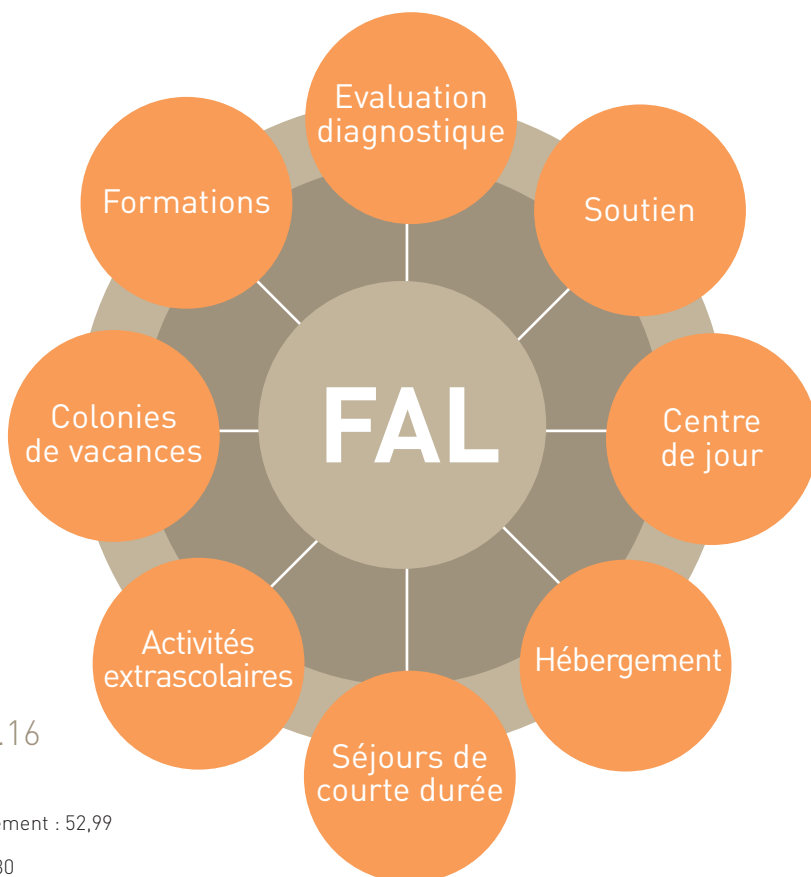 Evaluation
diagnostique
Formations
Soutien
Colonies
de vacances
FAL
Centre
de jour
Activités
extrascolaires
Hébergement
Séjours de
courte durée
.16
ement : 52,99
30